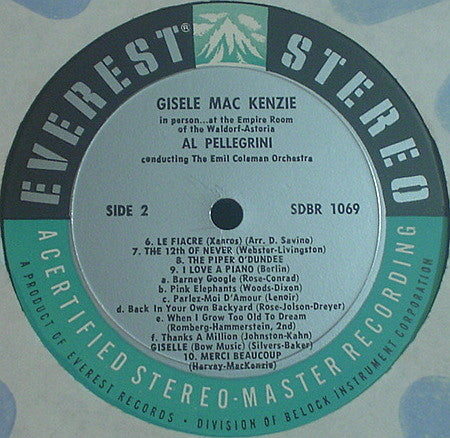 EVEREST® STEREO
GISELE MAC KENZIE
in person...at the Empire Room
of the Waldorf-Astoria
AL PELLEGRINI
conducting The Emil Coleman Orchestra
SIDE 2
SDBR 1069
6. LE FIACRE (Xanros) (Arr. D. Savino)
7. THE 12th OF NEVER (Webster-Livingston)
8. THE PIPER O'DUNDEE
9. I LOVE A PIANO (Berlin)
a. Barney Google (Rose-Conrad)
b. Pink Elephants (Woods-Dixon)
c. Parlez-Moi D'Amour (Lenoir)
d. Back In Your Own Backyard (Rose-Jolson-Dreyer)
e. When I Grow Too Old To Dream
(Romberg-Hammerstein, 2nd)
f. Thanks A Million (Johnston-Kahn)
GISELLE (Bow Music) (Silvers-Baker)
10. MERCI BEAUCOUP
(Harvey-MacKenzie)
A CERTIFIED STEREO-MASTER RECORDING
A PRODUCT OF EVEREST RECORDS · DIVISION OF BELOCK INSTRUMENT CORPORATION